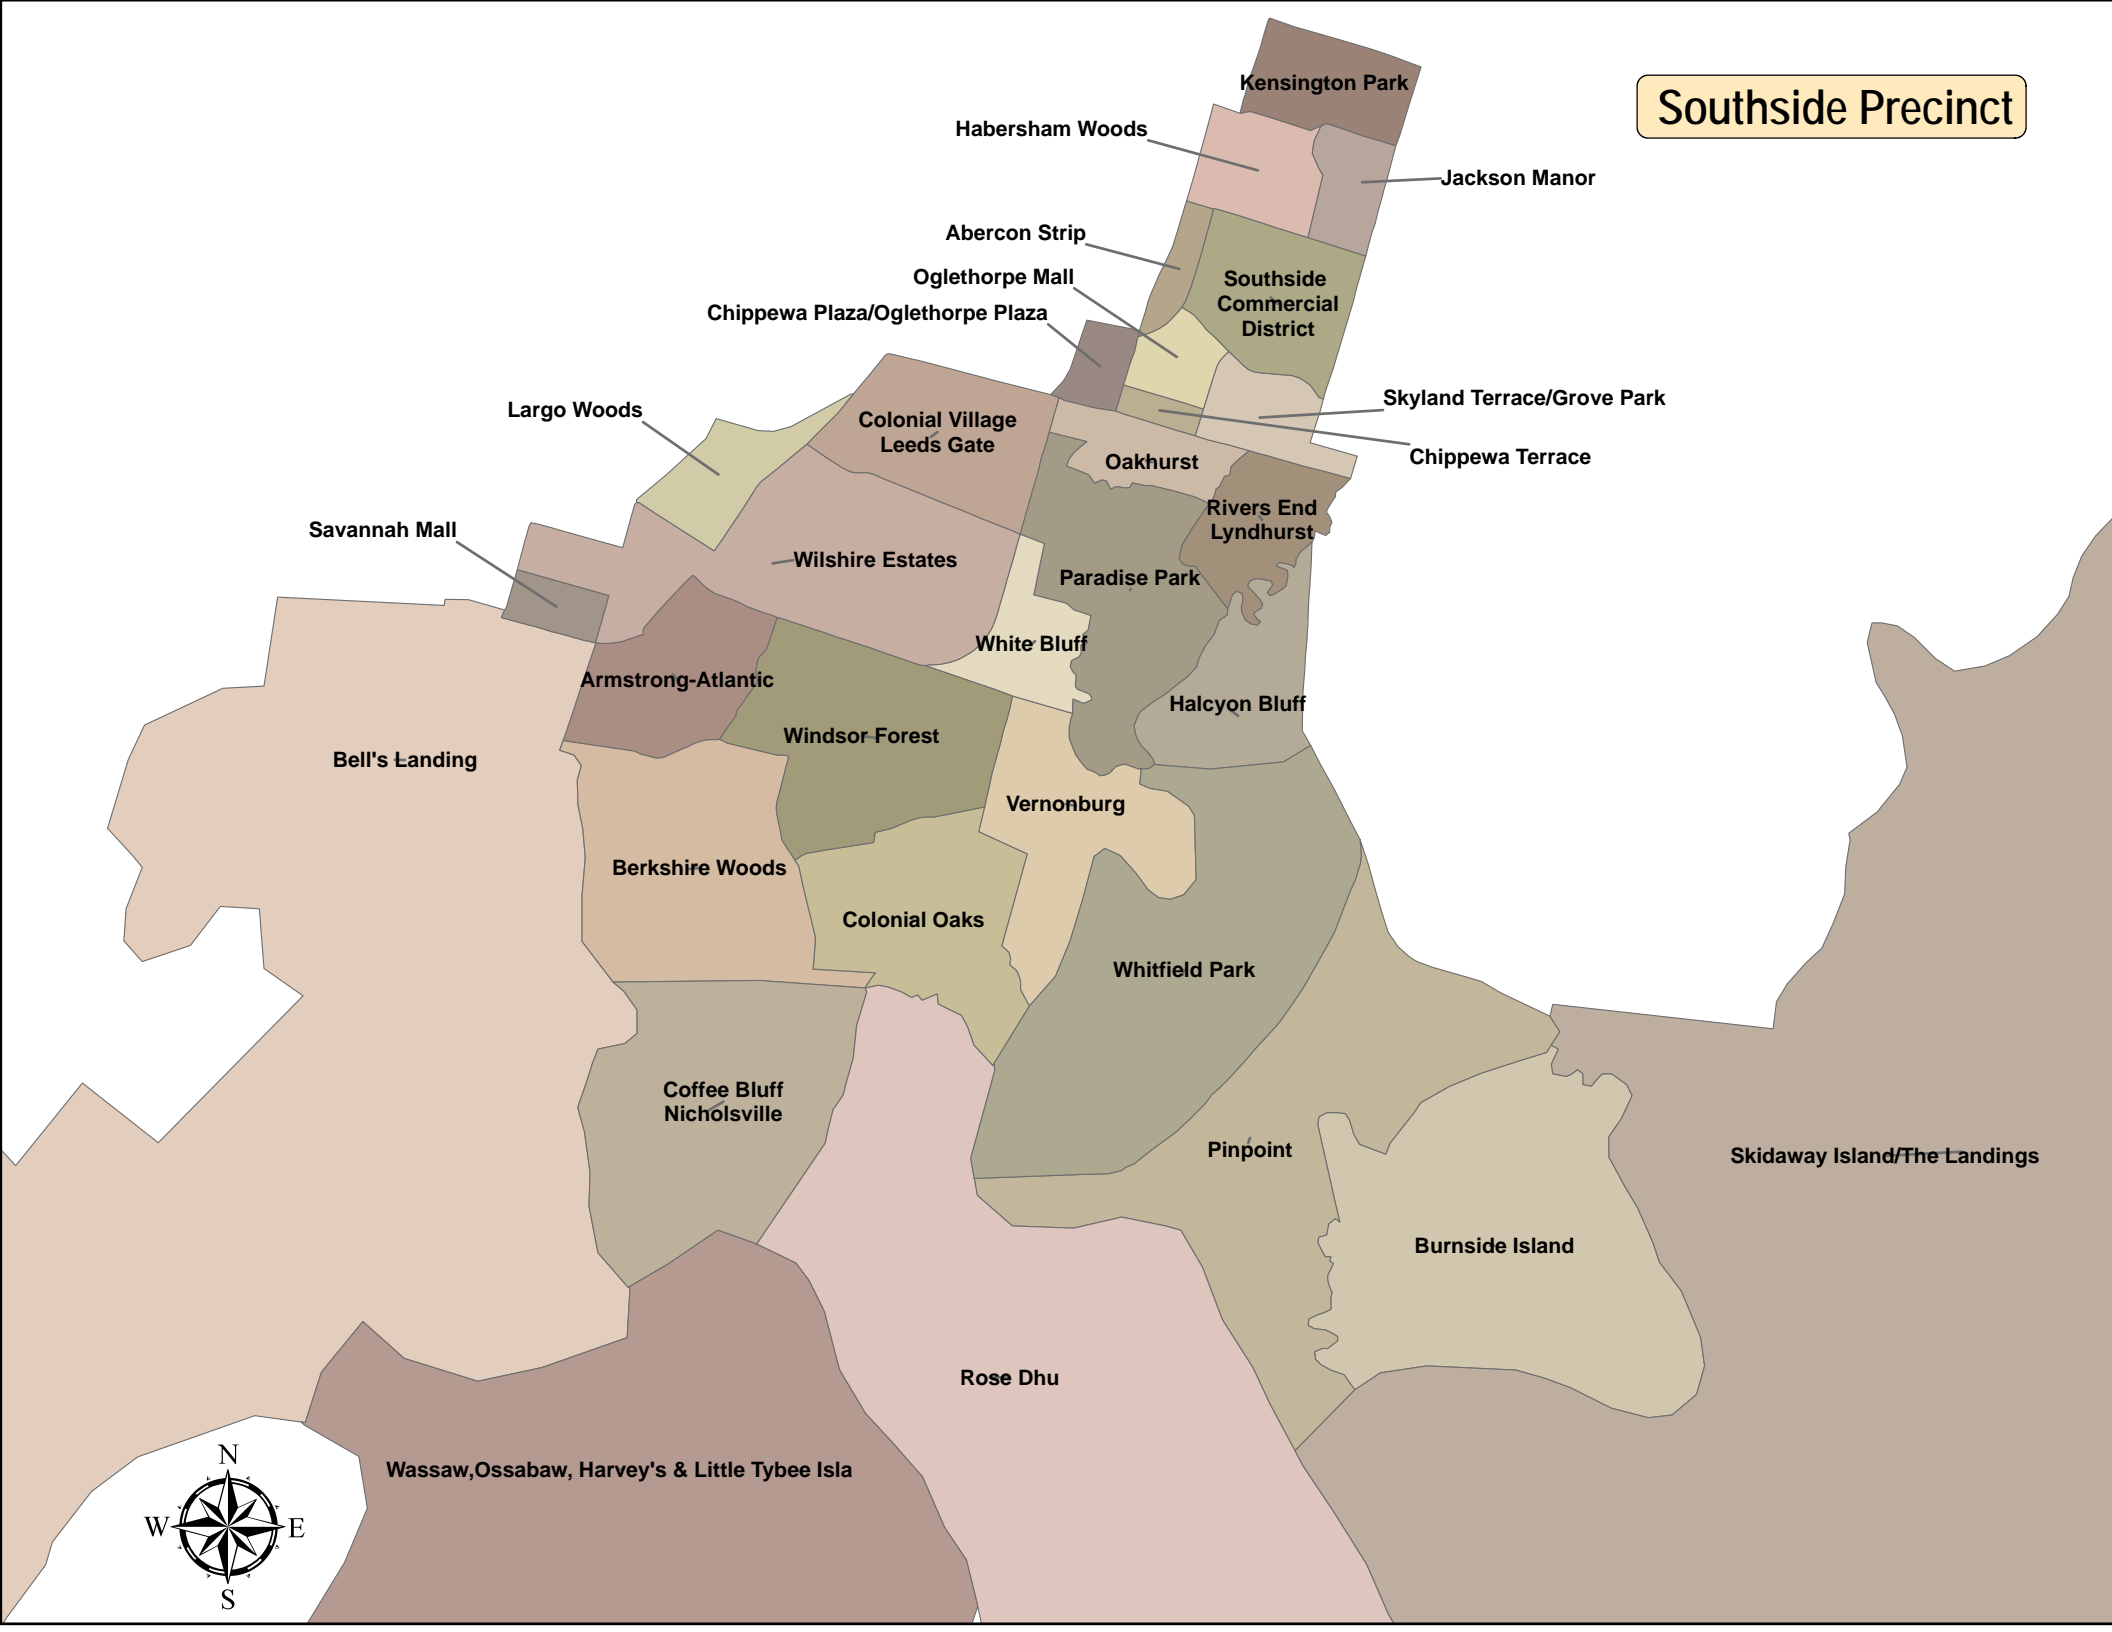 Kensington Park
Southside Precinct
Habersham Woods
Jackson Manor
Abercon Strip
Oglethorpe Mall
Southside
Commercial
District
Chippewa Plaza/Oglethorpe Plaza
Skyland Terrace/Grove Park
Largo Woods
Colonial Village
Leeds Gate
Chippewa Terrace
Oakhurst
Rivers End
Lyndhurst
Savannah Mall
Wilshire Estates
Paradise Park
White Bluff
Armstrong-Atlantic
Halcyon Bluff
Windsor Forest
Bell's Landing
Vernonburg
Berkshire Woods
Colonial Oaks
Whitfield Park
Coffee Bluff
Nicholsville
Pinpoint
Skidaway Island/The Landings
Burnside Island
Rose Dhu
Wassaw,Ossabaw, Harvey's & Little Tybee Isla
N
W
E
S